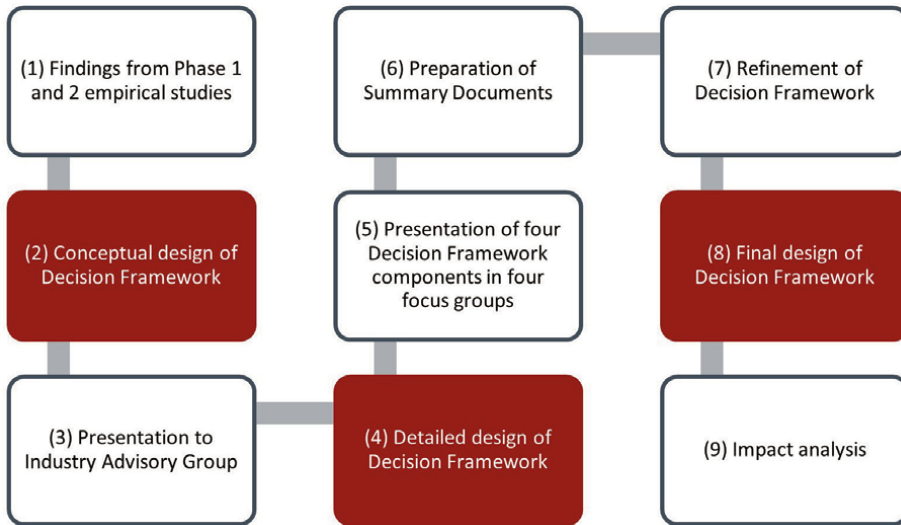 (1) Findings from Phase 1
and 2 empirical studies
(2) Conceptual design of
Decision Framework
(3) Presentation to
Industry Advisory Group
(4) Detailed design of
Decision Framework
(5) Presentation of four
Decision Framework
components in four
focus groups
(6) Preparation of
Summary Documents
(7) Refinement of
Decision Framework
(8) Final design of
Decision Framework
(9) Impact analysis